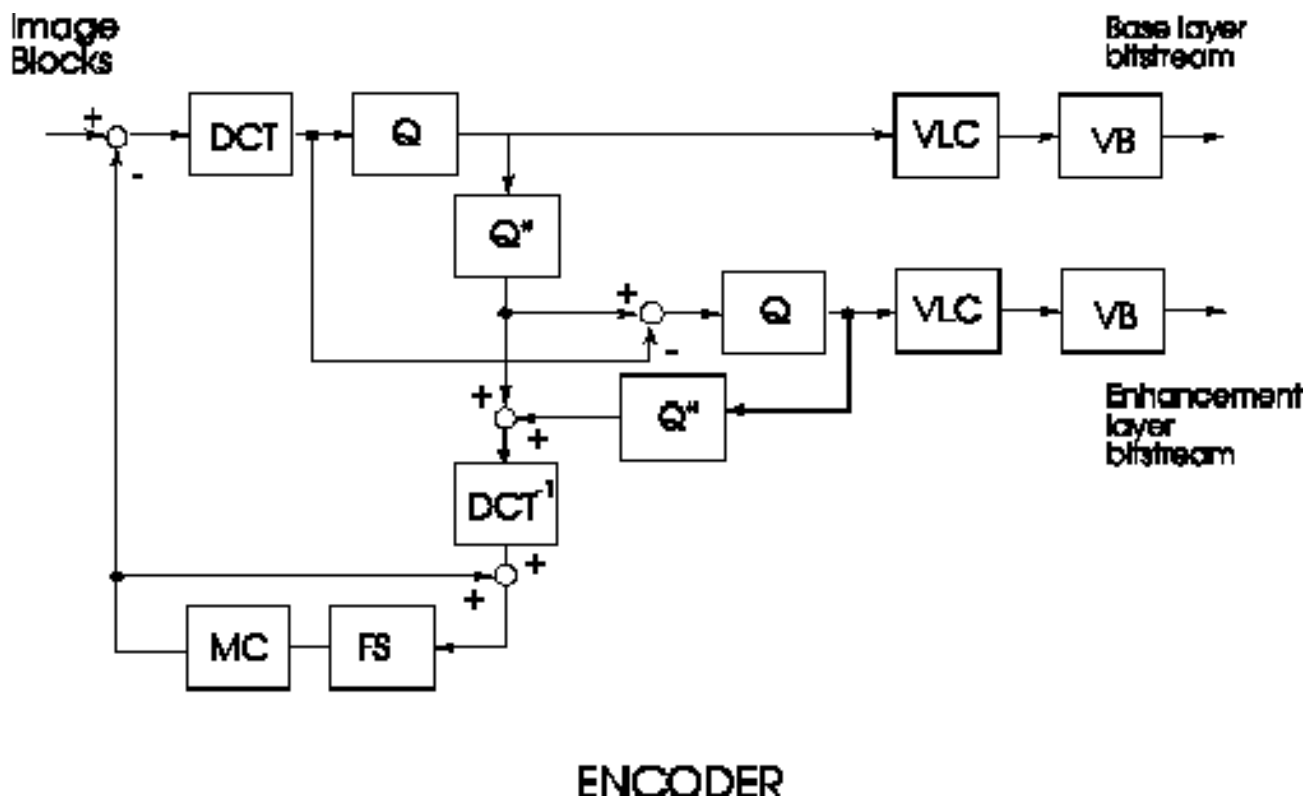 Image
Blocks
Base layer
bitstream
+
-
DCT
Q
VLC
VB
Q*
+
-
Q
VLC
VB
+
+
Q*
Enhancement
layer
bitstream
DCT-1
+
+
MC
FS
ENCODER